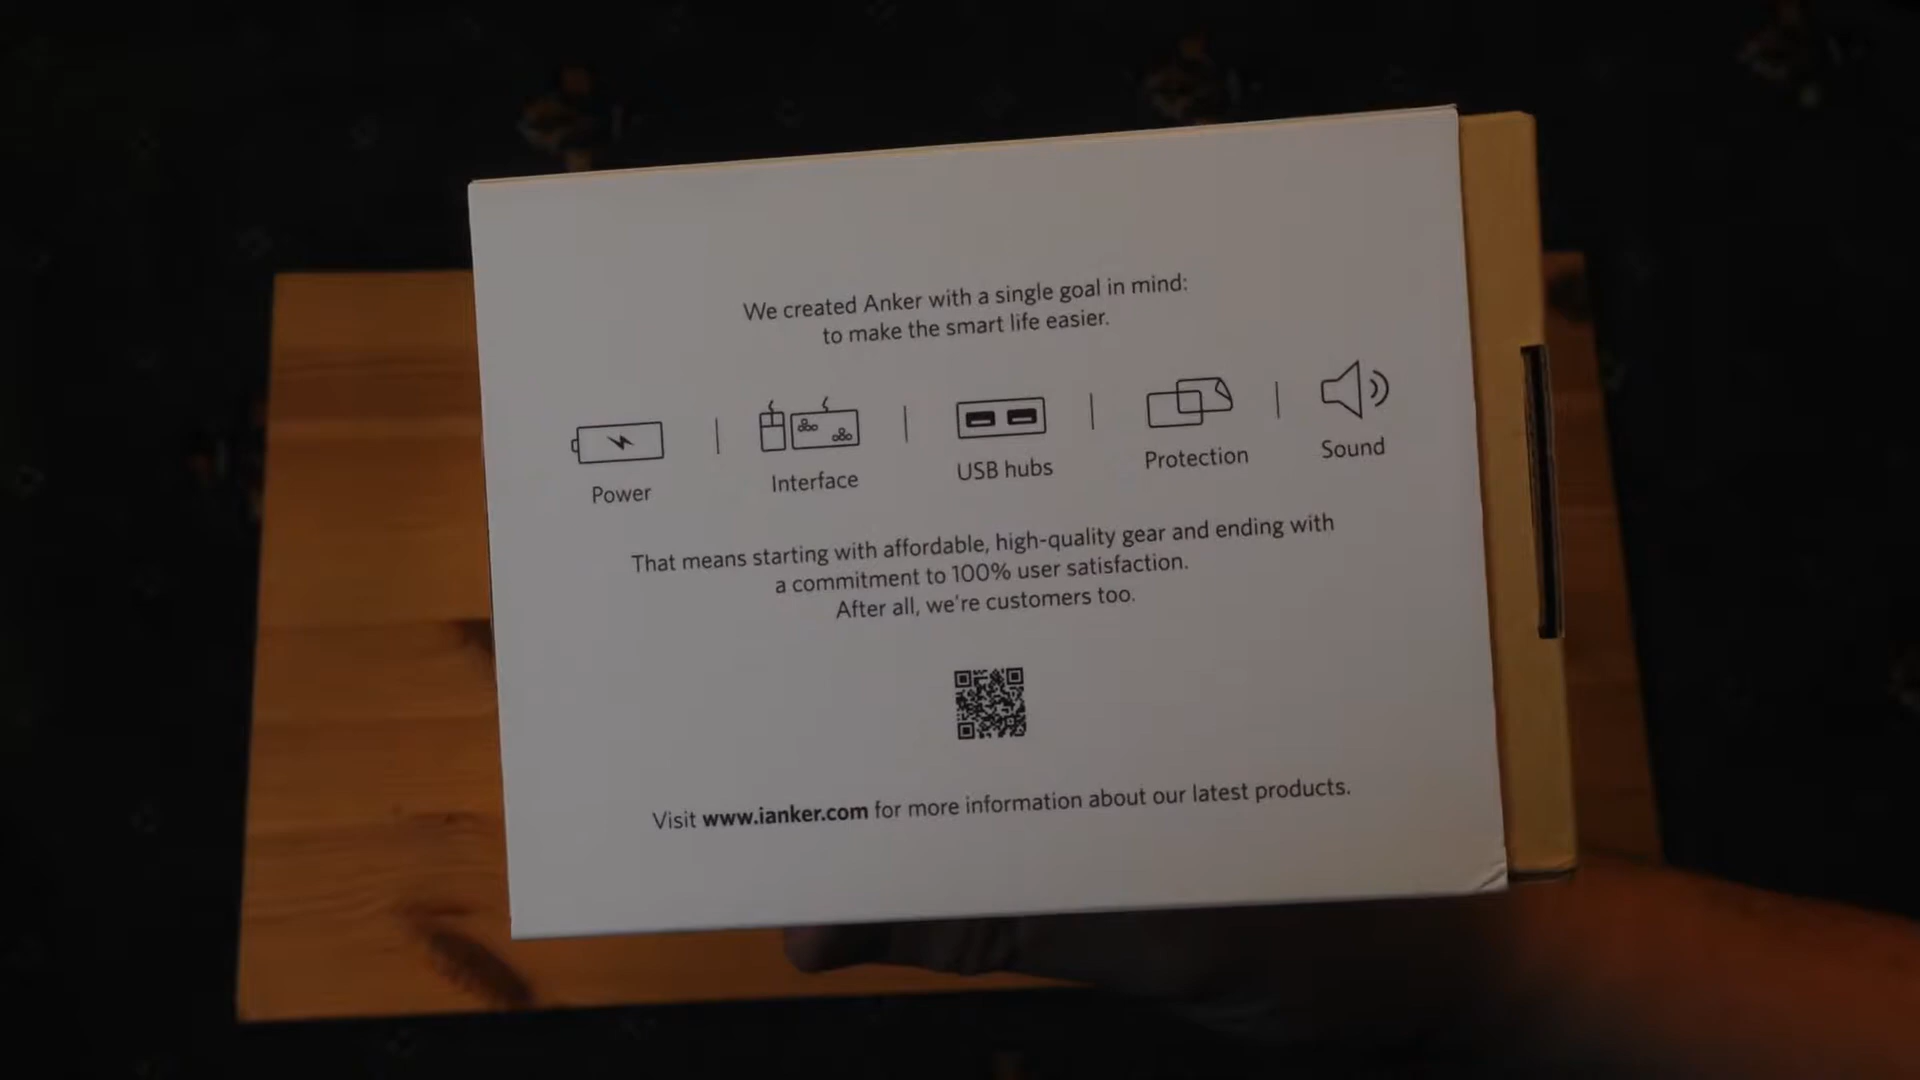 We created Anker with a single goal in mind:
to make the smart life easier.
Power | Interface | USB hubs | Protection | Sound
That means starting with affordable, high-quality gear and ending with
a commitment to 100% user satisfaction.
After all, we're customers too.
Visit www.ianker.com for more information about our latest products.